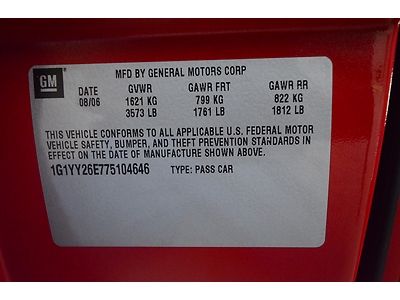 GM
MFD BY GENERAL MOTORS CORP
DATE GVWR GAWR FRT GAWR RR
08/06 1621 KG 799 KG 822 KG
3573 LB 1761 LB 1812 LB
THIS VEHICLE CONFORMS TO ALL APPLICABLE U.S. FEDERAL MOTOR
VEHICLE SAFETY, BUMPER, AND THEFT PREVENTION STANDARDS IN
EFFECT ON THE DATE OF MANUFACTURE SHOWN ABOVE.
1G1YY26E775104646 TYPE: PASS CAR